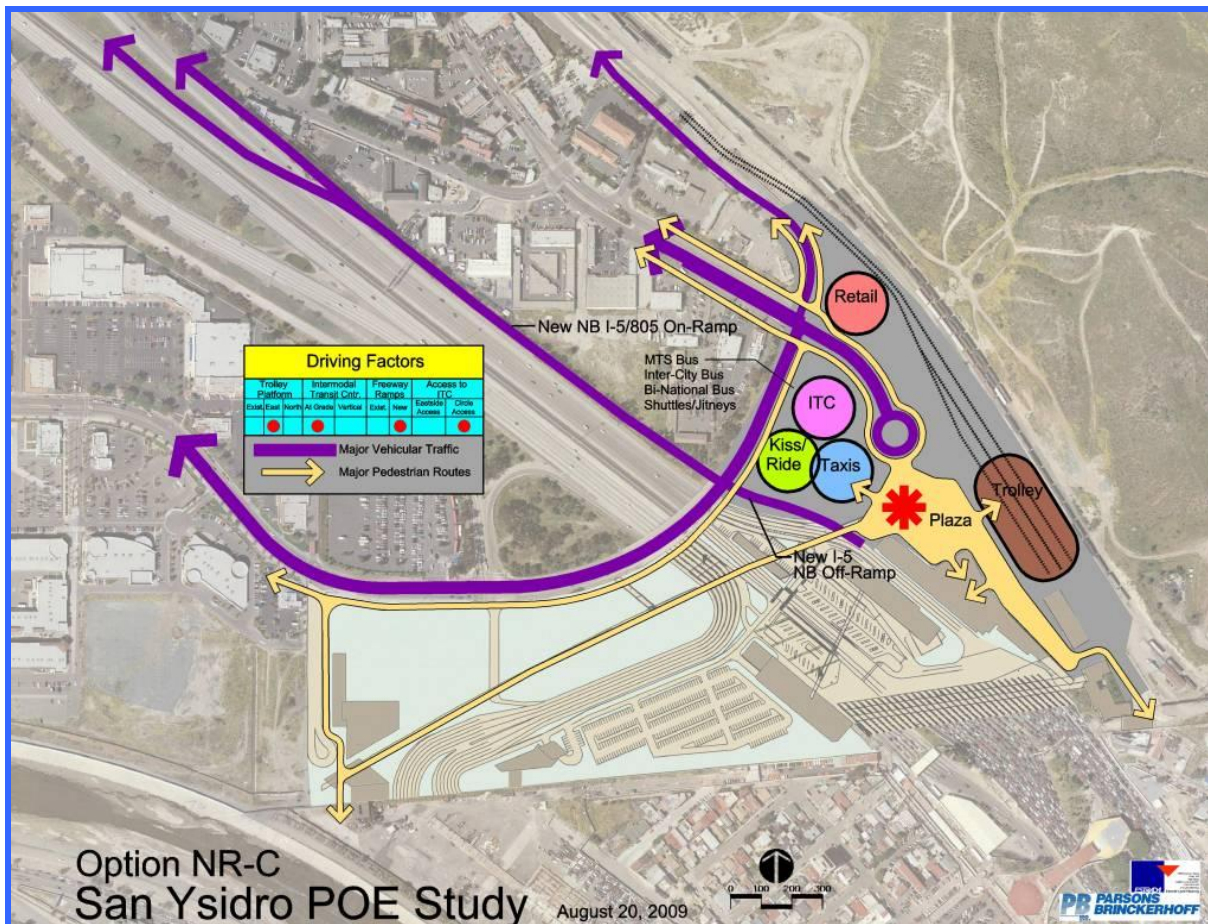 Retail
New NB I-5/805 On-Ramp
MTS Bus
Inter-City Bus
Bi-National Bus
Shuttles/Jitneys
ITC
Kiss/
Ride
Taxis
Trolley
Plaza
New I-5
NB Off-Ramp
Driving Factors
Trolley Platform
Intermodal Transit Cntr.
Freeway Ramps
Access to ITC
Exist. East North At Grade Vertical Exist. New Eastside Access Circle Access
Major Vehicular Traffic
Major Pedestrian Routes
Option NR-C
San Ysidro POE Study
August 20, 2009
0 100 200 300
PB PARSONS
BRINCKERHOFF